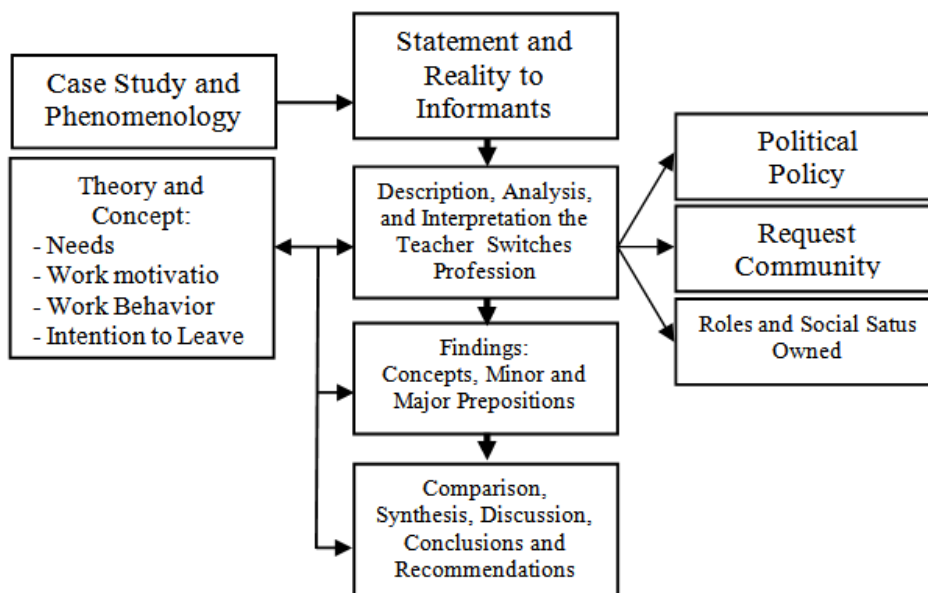 Case Study and
Phenomenology
Statement and
Reality to
Informants
Theory and
Concept:
- Needs
- Work motivatio
- Work Behavior
- Intention to Leave
Description, Analysis,
and Interpretation the
Teacher Switches
Profession
Political
Policy
Request
Community
Roles and Social Satus
Owned
Findings:
Concepts, Minor and
Major Prepositions
Comparison,
Synthesis, Discussion,
Conclusions and
Recommendations